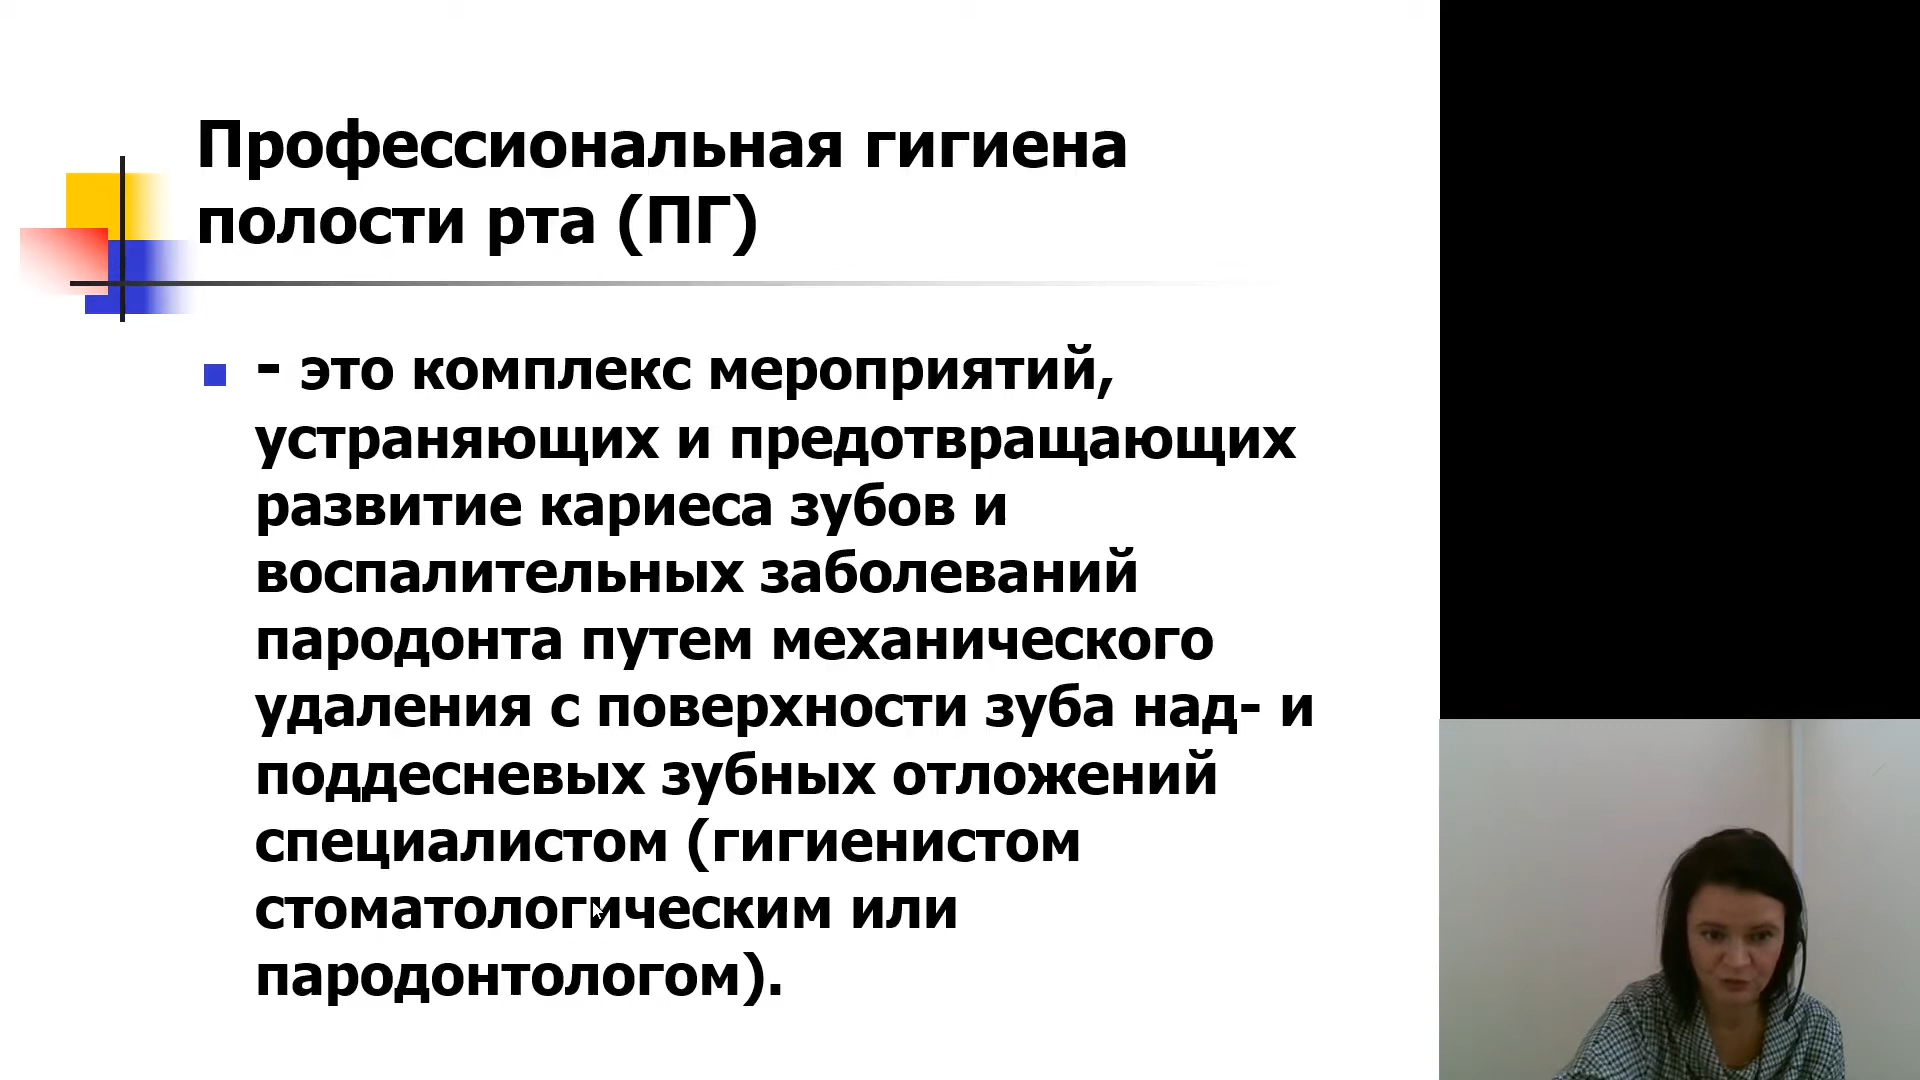 Профессиональная гигиена
полости рта (ПГ)
- это комплекс мероприятий,
устраняющих и предотвращающих
развитие кариеса зубов и
воспалительных заболеваний
пародонта путем механического
удаления с поверхности зуба над- и
поддесневых зубных отложений
специалистом (гигиенистом
стоматологическим или
пародонтологом).